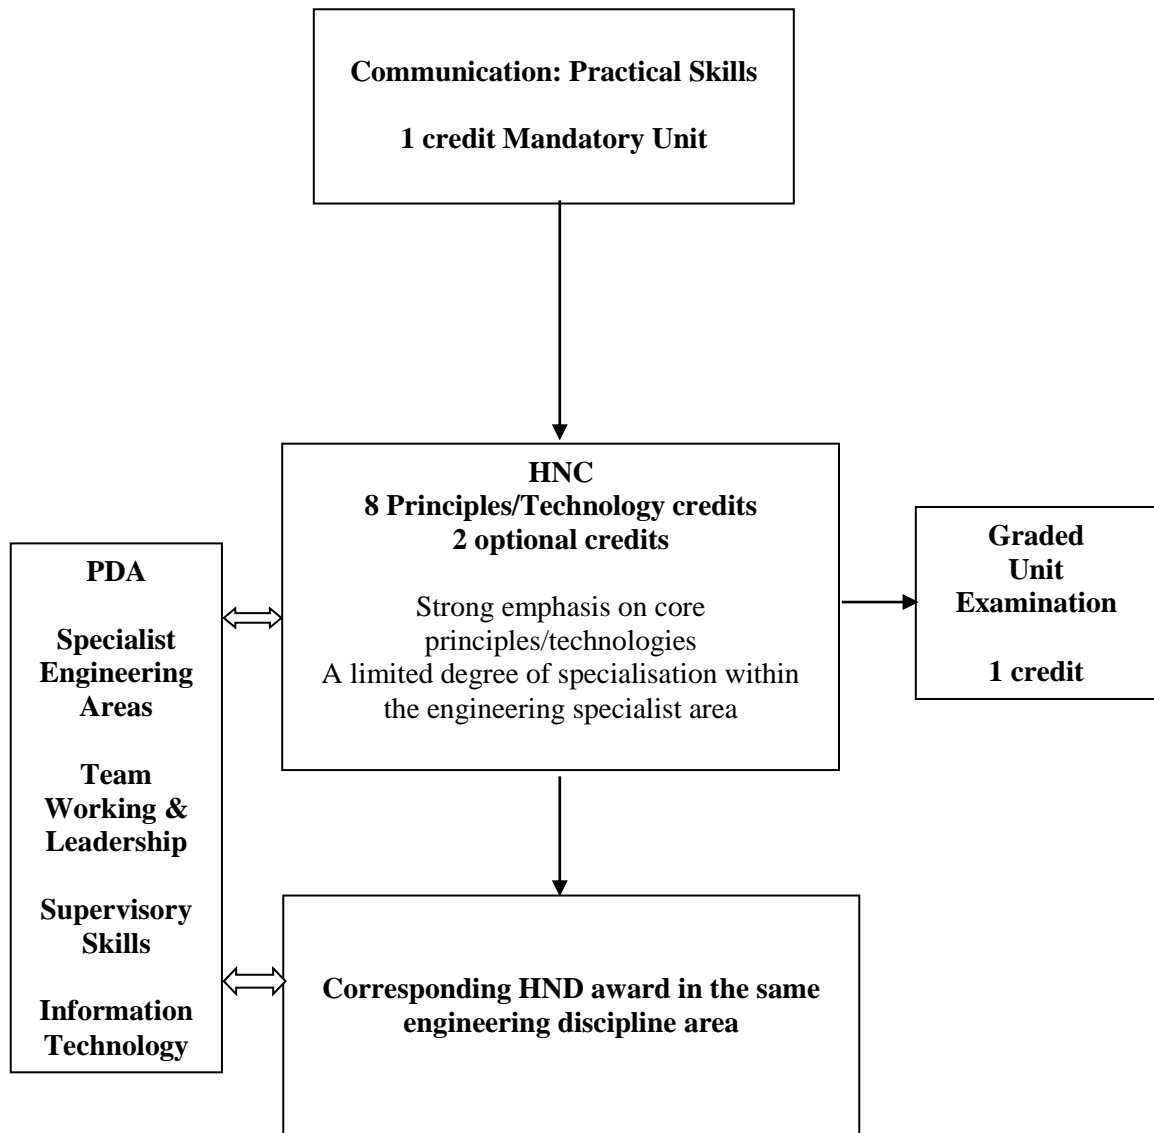 Communication: Practical Skills
1 credit Mandatory Unit
HNC
8 Principles/Technology credits
2 optional credits
Strong emphasis on core
principles/technologies
A limited degree of specialisation within
the engineering specialist area
Graded
Unit
Examination
1 credit
PDA
Specialist
Engineering
Areas
Team
Working &
Leadership
Supervisory
Skills
Information
Technology
Corresponding HND award in the same
engineering discipline area